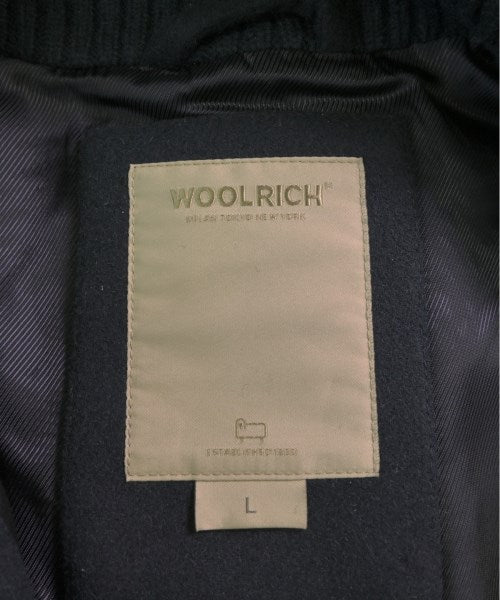 WOOLRICH
MILAN TOKYO NEW YORK
ESTABLISHED 1830
L